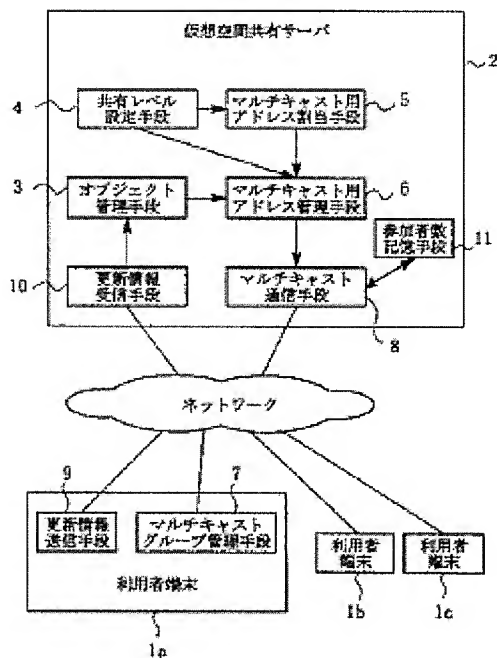 仮想空間共有サーバ
2
4
共有レベル
設定手段
マルチキャスト用
アドレス割当手段
5
3
オブジェクト
管理手段
マルチキャスト用
アドレス管理手段
6
参加者数
記憶手段
11
10
更新情報
受信手段
マルチキャスト
通信手段
8
ネットワーク
9
更新情報
送信手段
7
マルチキャスト
グループ管理手段
利用者端末
1a
利用者
端末
1b
利用者
端末
1c